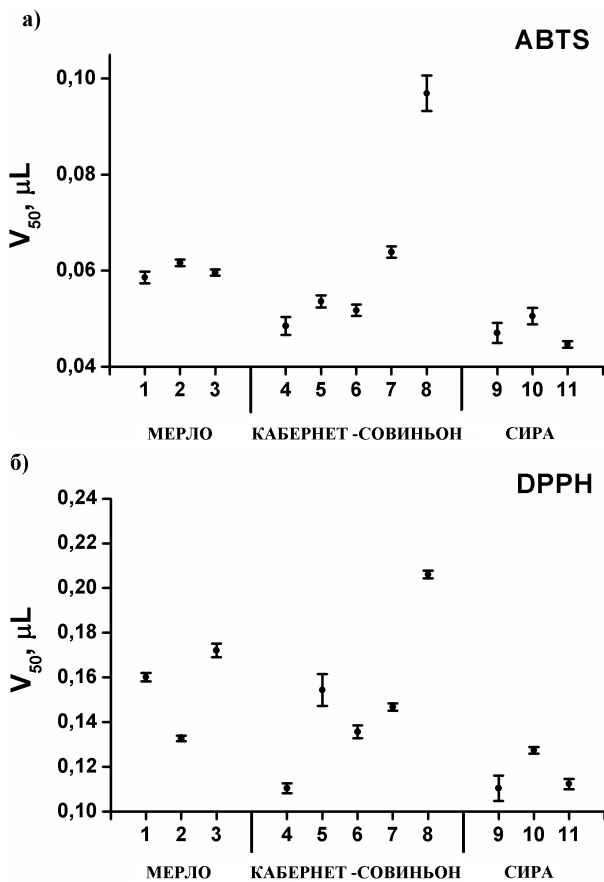 а)
ABTS
0,10
0,08
0,06
0,04
V50, μL
1 2 3 4 5 6 7 8 9 10 11
МЕРЛО КАБЕРНЕТ -СОВИНЬОН СИРА
б)
DPPH
0,24
0,22
0,20
0,18
0,16
0,14
0,12
0,10
V50, μL
1 2 3 4 5 6 7 8 9 10 11
МЕРЛО КАБЕРНЕТ -СОВИНЬОН СИРА